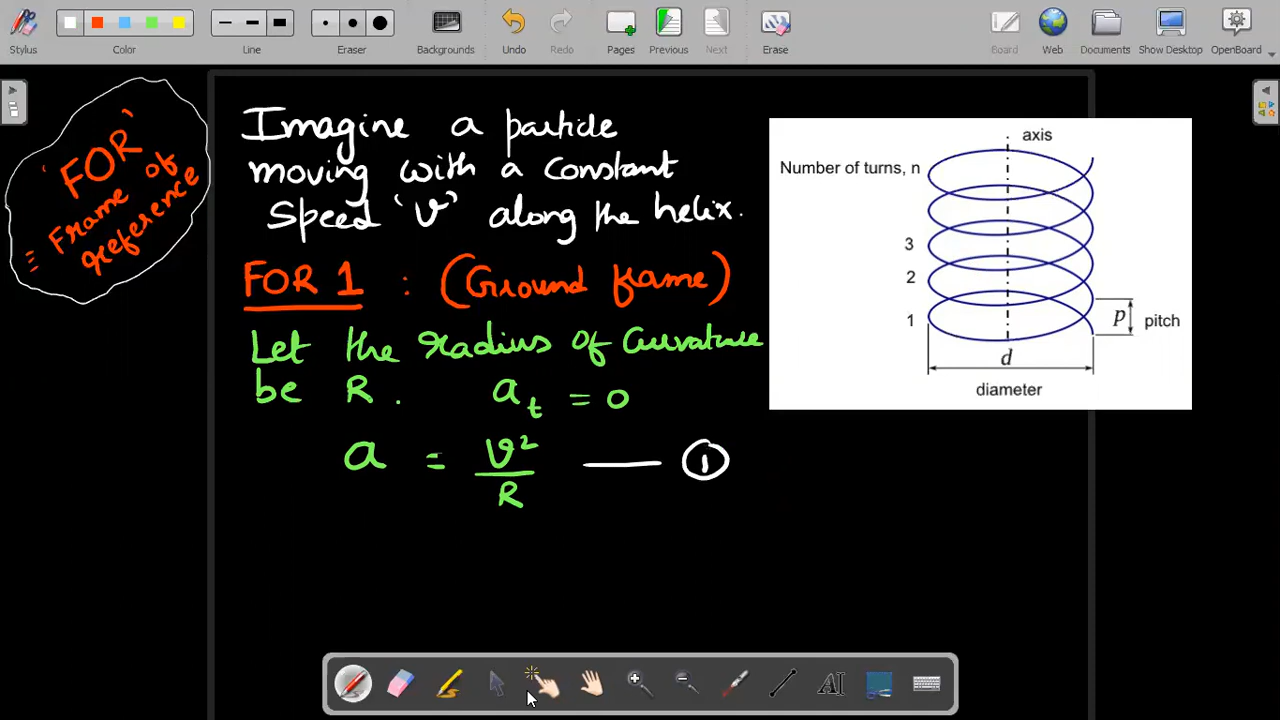 Stylus
Color
Line
Eraser
Backgrounds
Undo
Redo
Pages
Previous
Next
Erase
Board
Web
Documents
Show Desktop
OpenBoard
'FOR'
≡ Frame of
reference
Imagine a particle
moving with a constant
Speed 'v' along the helix.
FOR 1 : (Ground frame)
Let the radius of Curvature
be R. a_t = 0
a = v²/R —— ①
axis
Number of turns, n
3
2
1
p pitch
d
diameter
AI